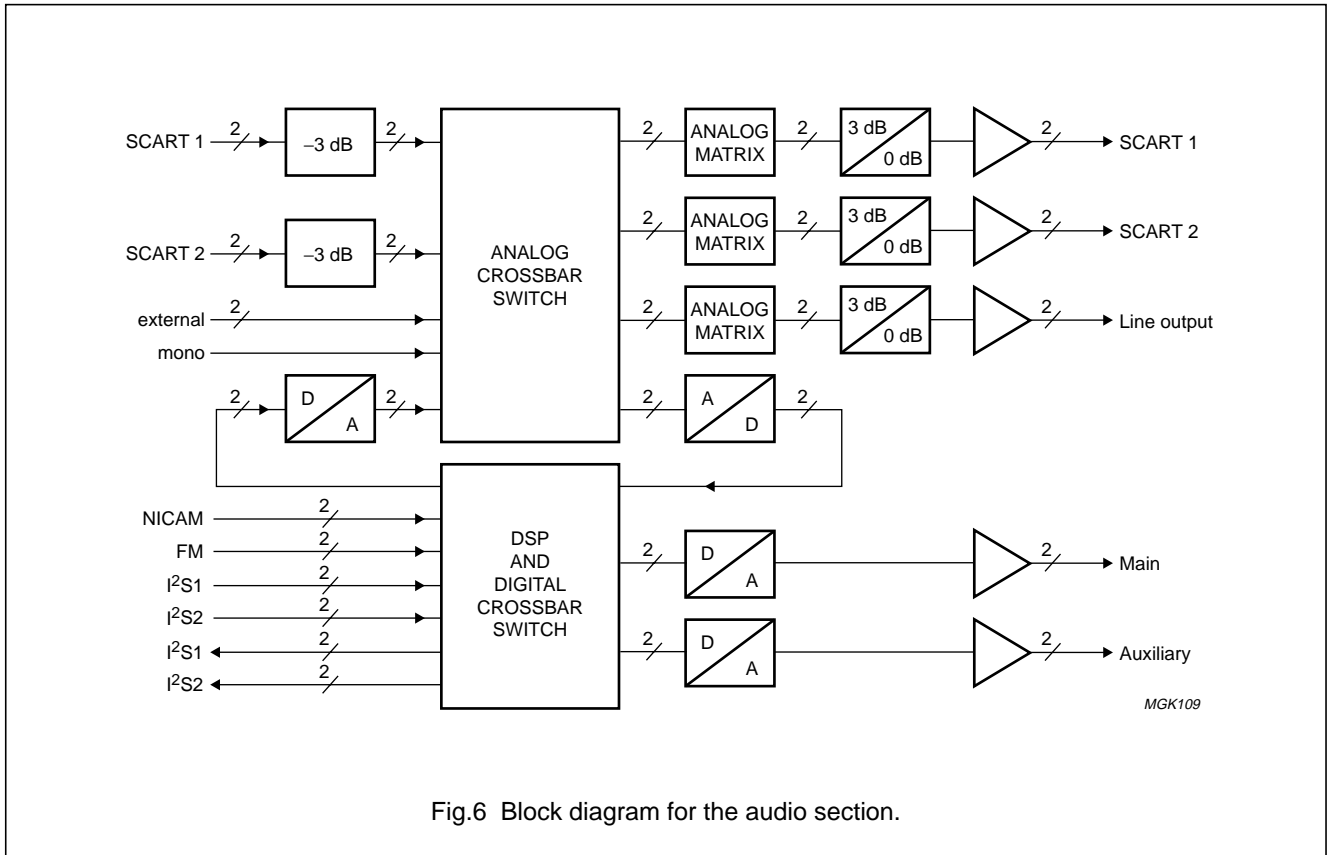 SCART 1 2 –3 dB 2 2 ANALOG MATRIX 2 3 dB 0 dB 2 SCART 1
SCART 2 2 –3 dB 2 ANALOG CROSSBAR SWITCH 2 ANALOG MATRIX 2 3 dB 0 dB 2 SCART 2
external 2 2 ANALOG MATRIX 2 3 dB 0 dB 2 Line output
mono
2 D A 2 2 A D 2
NICAM 2
FM 2 DSP AND DIGITAL CROSSBAR SWITCH 2 D A 2 Main
I²S1 2
I²S2 2
I²S1 2 2 D A 2 Auxiliary
I²S2 2
MGK109
Fig.6 Block diagram for the audio section.